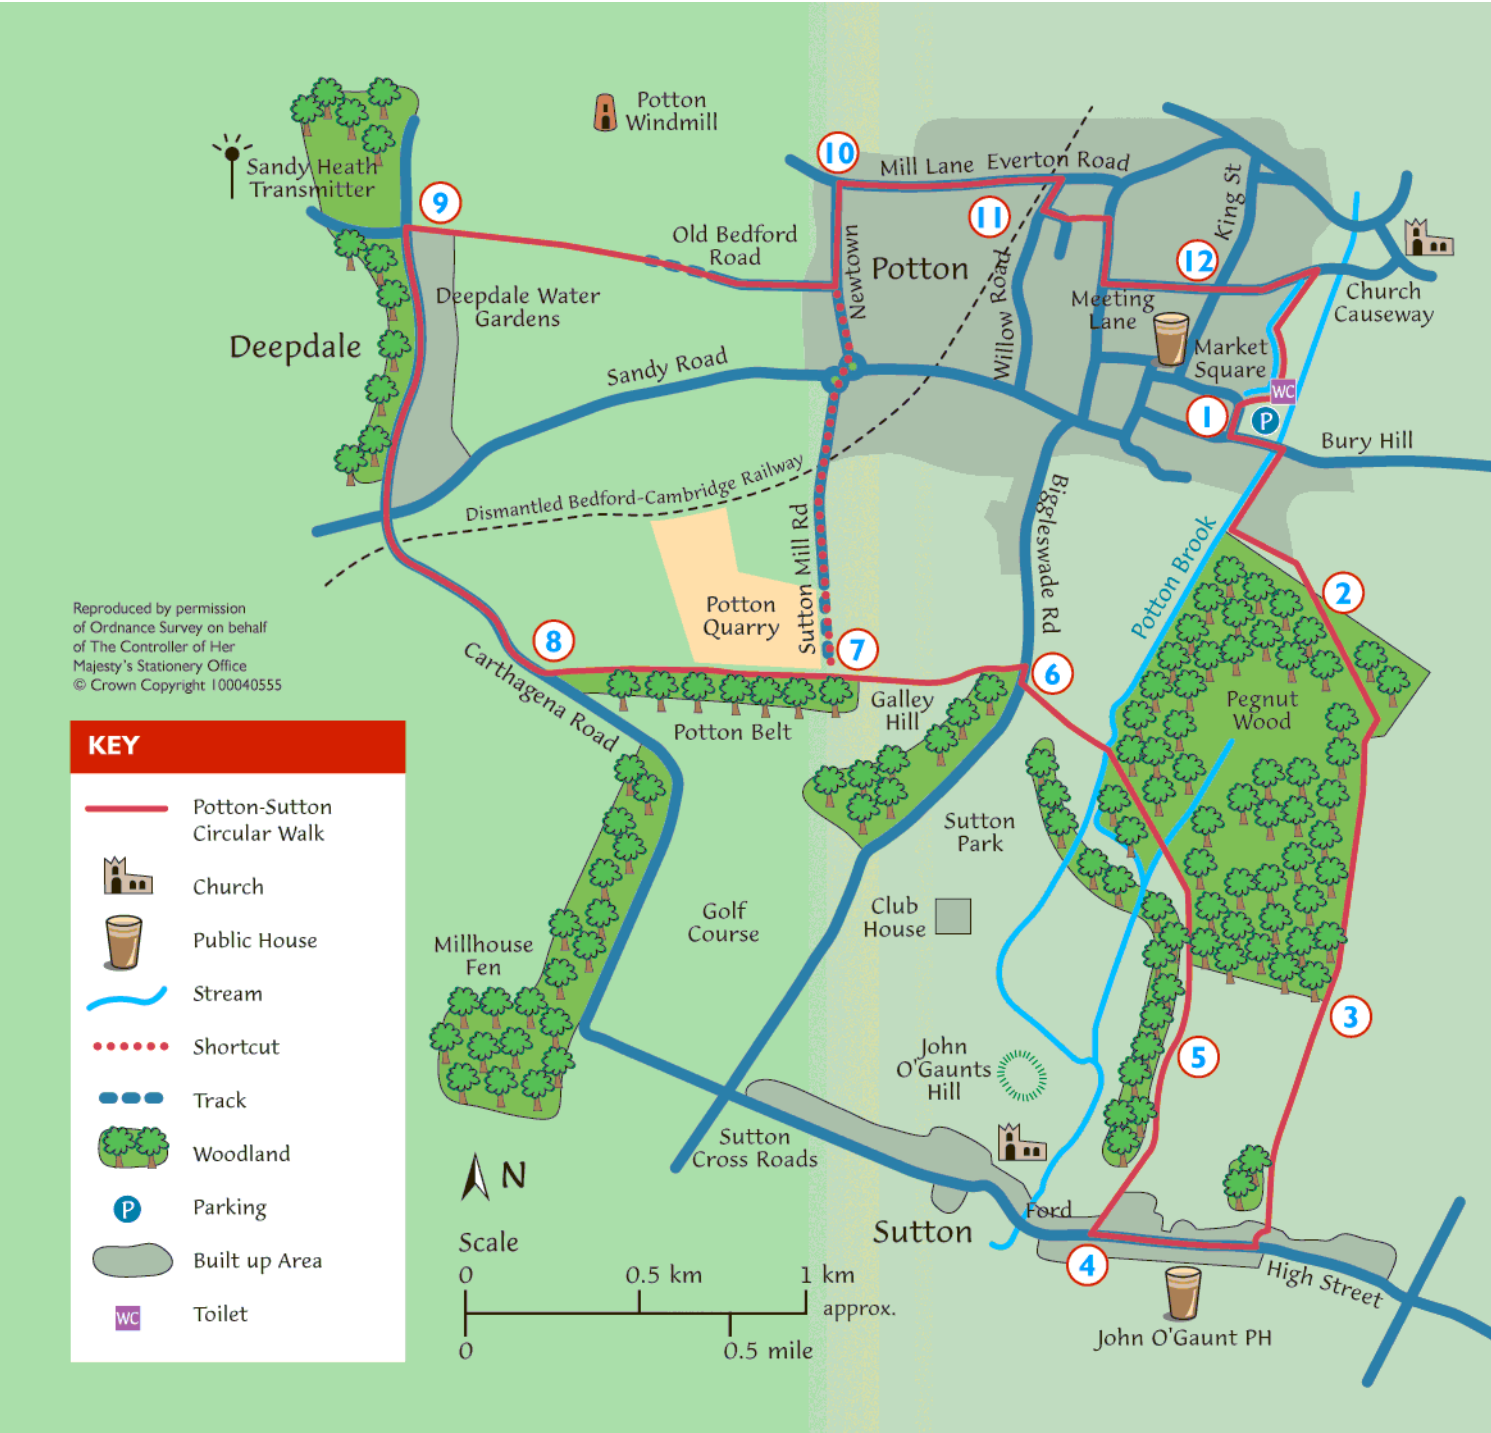 Potton
Windmill
Sandy Heath
Transmitter
9
10
Mill Lane
Everton Road
11
King St
12
Old Bedford
Road
Newtown
Potton
Willow Road
Meeting
Lane
Church
Causeway
Deepdale Water
Gardens
Deepdale
Sandy Road
Market
Square
WC
1
P
Bury Hill
Dismantled Bedford-Cambridge Railway
Sutton Mill Rd
Biggleswade Rd
Potton Brook
2
Potton
Quarry
Reproduced by permission
of Ordnance Survey on behalf
of The Controller of Her
Majesty's Stationery Office
© Crown Copyright 100040555
8
7
6
Carthagena Road
Galley
Hill
Pegnut
Wood
Potton Belt
KEY
Potton-Sutton
Circular Walk
Church
Public House
Stream
Shortcut
Track
Woodland
P
Parking
Built up Area
WC
Toilet
Sutton
Park
Club
House
Golf
Course
Millhouse
Fen
3
5
John
O'Gaunts
Hill
Sutton
Cross Roads
N
Ford
Sutton
4
High Street
John O'Gaunt PH
Scale
0
0.5 km
1 km
approx.
0
0.5 mile